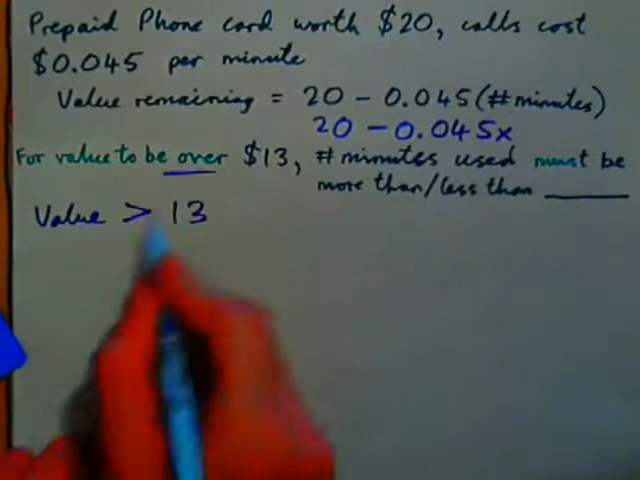 Prepaid Phone card worth $20, calls cost
$0.045 per minute
Value remaining = 20 - 0.045(#minutes)
20 - 0.045x
For value to be over $13, #minutes used must be
more than/less than ______
Value > 13